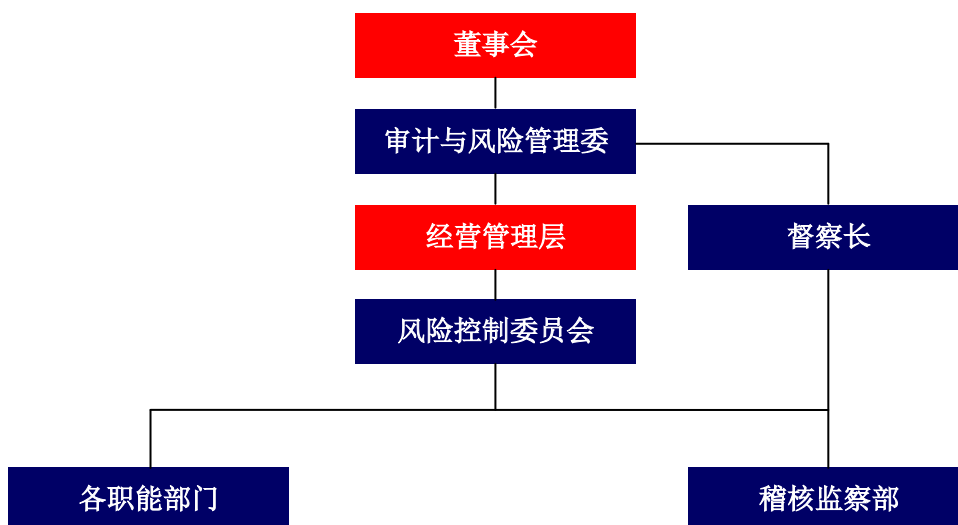 董事会
审计与风险管理委
经营管理层
督察长
风险控制委员会
各职能部门
稽核监察部